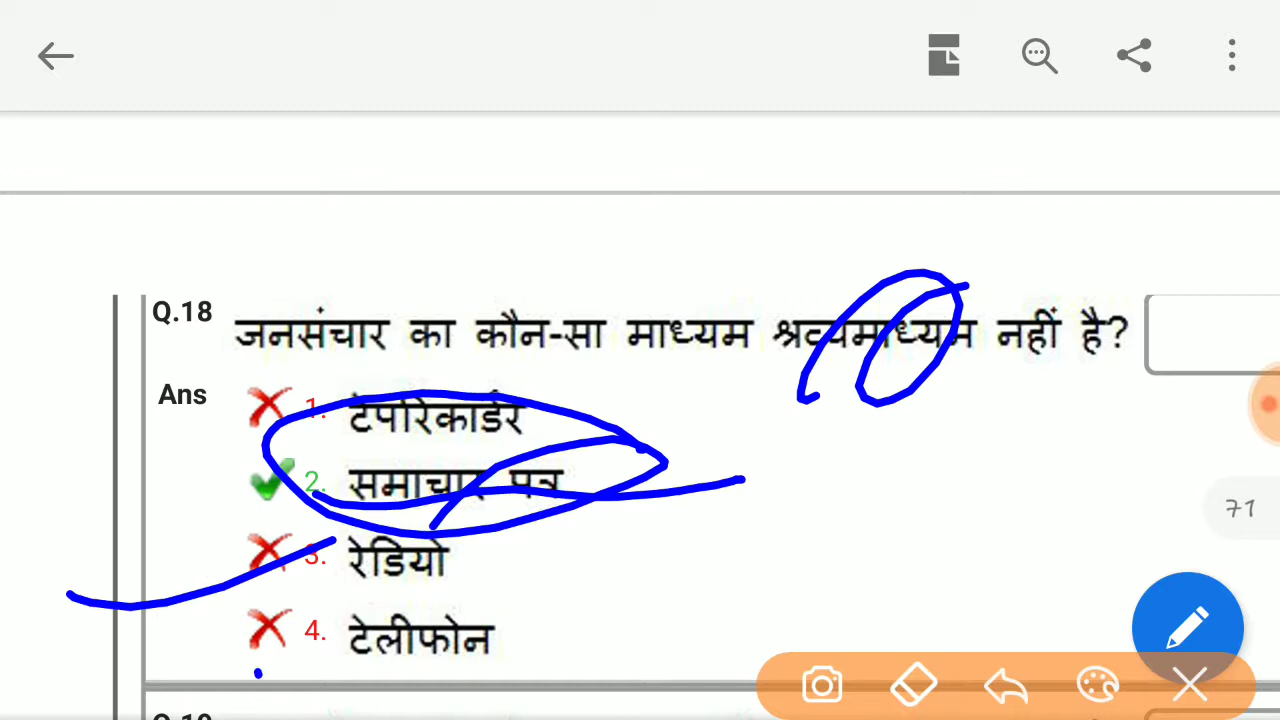 Q.18 जनसंचार का कौन-सा माध्यम श्रव्यमाध्यम नहीं है?
Ans 1. टेपरिकार्डर
2. समाचार पत्र
3. रेडियो
4. टेलीफोन
71